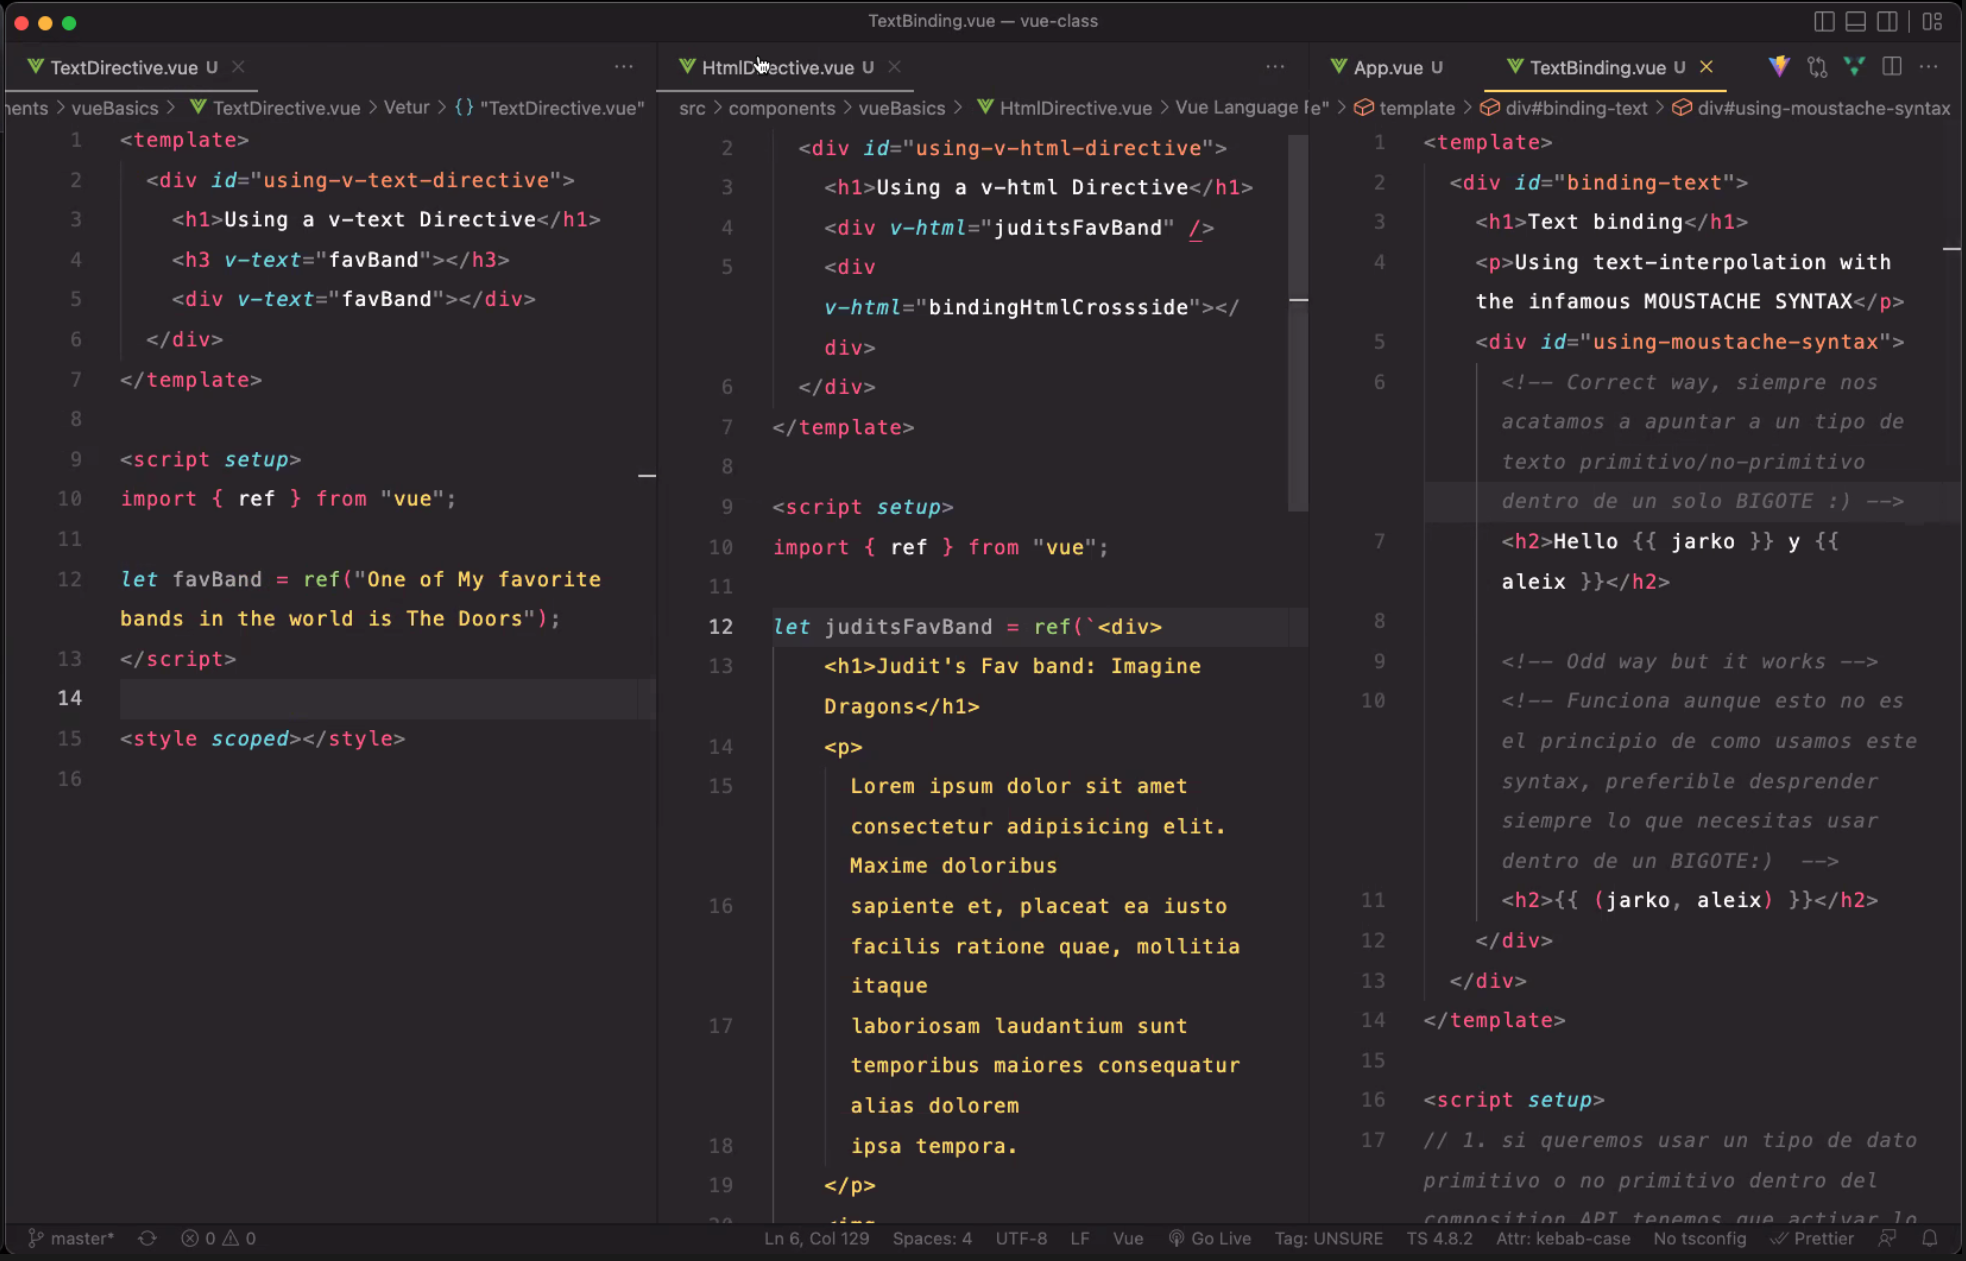 TextBinding.vue — vue-class
TextDirective.vue U
HtmlDirective.vue U
App.vue U
TextBinding.vue U
nents > vueBasics > TextDirective.vue > Vetur > {} "TextDirective.vue"
1 <template>
2 <div id="using-v-text-directive">
3 <h1>Using a v-text Directive</h1>
4 <h3 v-text="favBand"></h3>
5 <div v-text="favBand"></div>
6 </div>
7 </template>
8
9 <script setup>
10 import { ref } from "vue";
11
12 let favBand = ref("One of My favorite
bands in the world is The Doors");
13 </script>
14
15 <style scoped></style>
16
src > components > vueBasics > HtmlDirective.vue > Vue Language
2 <div id="using-v-html-directive">
3 <h1>Using a v-html Directive</h1>
4 <div v-html="juditsFavBand" />
5 <div
v-html="bindingHtmlCrossside"></
div>
6 </div>
7 </template>
8
9 <script setup>
10 import { ref } from "vue";
11
12 let juditsFavBand = ref(`<div>
13 <h1>Judit's Fav band: Imagine
Dragons</h1>
14 <p>
15 Lorem ipsum dolor sit amet
consectetur adipisicing elit.
Maxime doloribus
16 sapiente et, placeat ea iusto
facilis ratione quae, mollitia
itaque
17 laboriosam laudantium sunt
temporibus maiores consequatur
alias dolorem
18 ipsa tempora.
19 </p>
<img
e" > template > div#binding-text > div#using-moustache-syntax
1 <template>
2 <div id="binding-text">
3 <h1>Text binding</h1>
4 <p>Using text-interpolation with
the infamous MOUSTACHE SYNTAX</p>
5 <div id="using-moustache-syntax">
6 <!-- Correct way, siempre nos
acatamos a apuntar a un tipo de
texto primitivo/no-primitivo
dentro de un solo BIGOTE :) -->
7 <h2>Hello {{ jarko }} y {{
aleix }}</h2>
8
9 <!-- Odd way but it works -->
10 <!-- Funciona aunque esto no es
el principio de como usamos este
syntax, preferible desprender
siempre lo que necesitas usar
dentro de un BIGOTE:)  -->
11 <h2>{{ (jarko, aleix) }}</h2>
12 </div>
13 </div>
14 </template>
15
16 <script setup>
17 // 1. si queremos usar un tipo de dato
primitivo o no primitivo dentro del
composition API tenemos que activar lo
master* 0 0 Ln 6, Col 129 Spaces: 4 UTF-8 LF Vue Go Live Tag: UNSURE TS 4.8.2 Attr: kebab-case No tsconfig Prettier